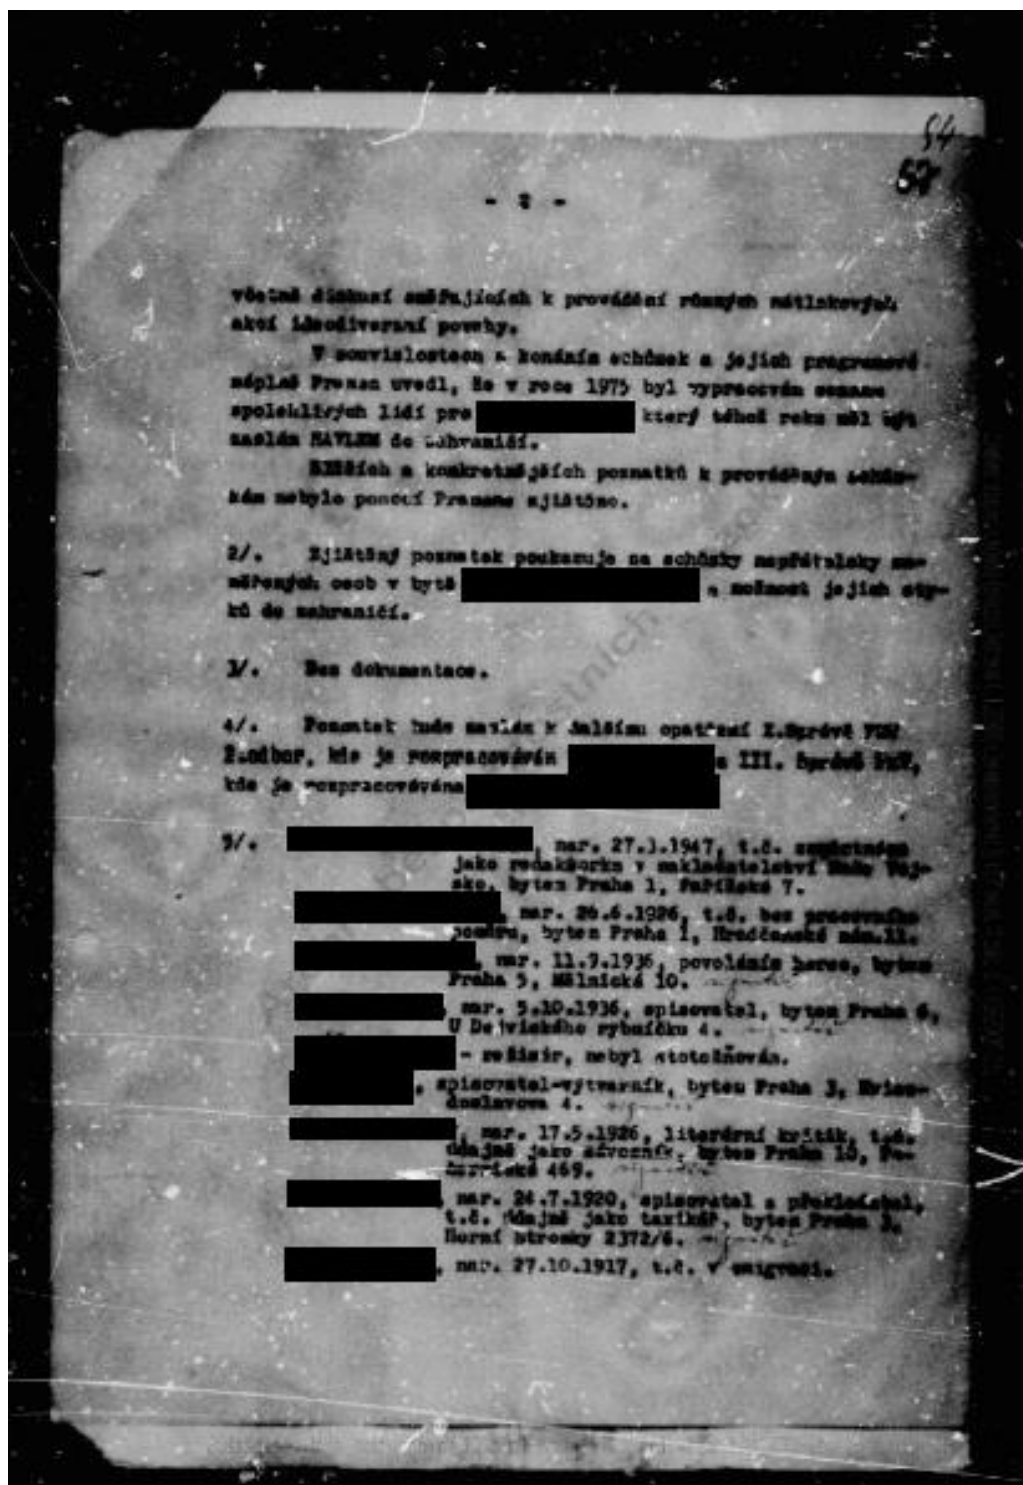 54
57
včetně diskusí směřujících k provádění různých nátlakových
akcí ideodiversní povahy.
V souvislostech s konáním schůzek a jejich programové
náplně Pramen uvedl, že v roce 1975 byl vypracován seznam
spolehlivých lidí pro který téhož roku měl být
zaslán HAVLEM do zahraničí.
Bližších a konkretnějších poznatků k prováděným schůz-
kám nebylo pomocí Pramene zjištěno.
2/. Zjištěný poznatek poukazuje na schůzky nepřátelsky za-
měřených osob v bytě a možnost jejich sty-
ků do zahraničí.
3/. Bez dokumentace.
4/. Poznatek bude zaslán k dalšímu opatření X.Správě FMV
2.odbor, kde je rozpracováván a III. Správě FMV,
kde je rozpracovávána
5/. , nar. 27.3.1947, t.č. zaměstnána
jako redaktorka v nakladatelství Naše Voj-
sko, bytem Praha 1, Pařížská 7.
, nar. 26.6.1926, t.č. bez pracovního
poměru, bytem Praha 1, Hradčanské nám.11.
, nar. 11.7.1936, povoláním herec, bytem
Praha 5, Mělnická 10.
, nar. 5.10.1936, spisovatel, bytem Praha 6,
U Dejvického rybníčku 4.
- režisér, nebyl ztotožňován.
, spisovatel-výtvarník, bytem Praha 3, Hviez-
doslavova 4.
, nar. 17.5.1926, literární kritik, t.č.
údajně jako závozník, bytem Praha 10,
469.
, nar. 24.7.1920, spisovatel a překladatel,
t.č. údajně jako taxikář, bytem Praha 3,
Horní Stromky 2372/6.
, nar. 27.10.1917, t.č. v emigraci.